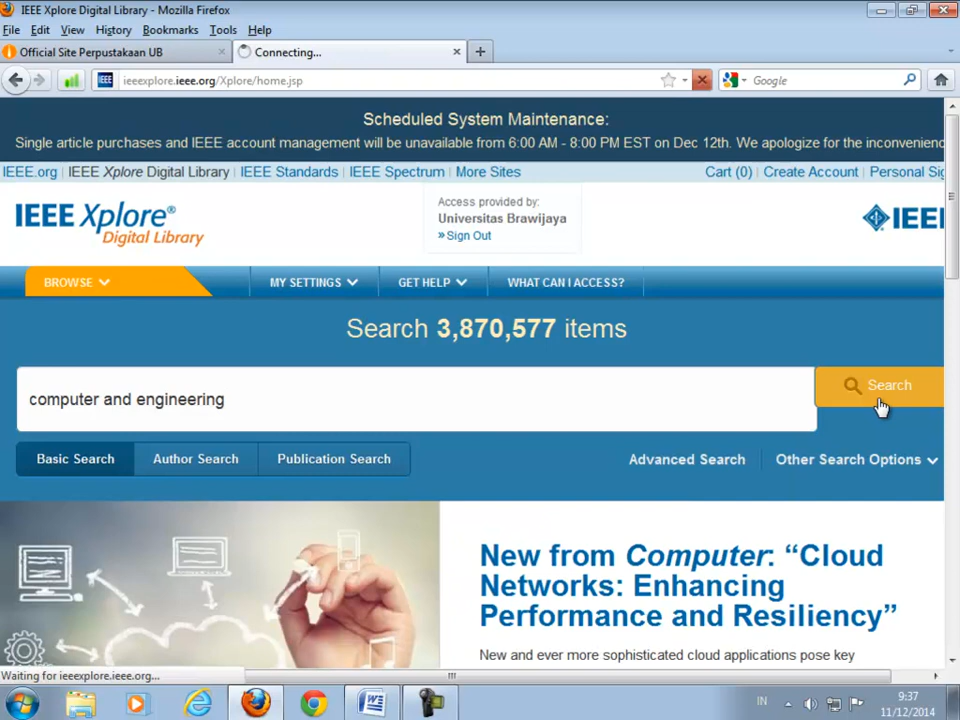 IEEE Xplore Digital Library - Mozilla Firefox
File Edit View History Bookmarks Tools Help
Official Site Perpustakaan UB × Connecting... × +
IEEE ieeexplore.ieee.org/Xplore/home.jsp Google
Scheduled System Maintenance:
Single article purchases and IEEE account management will be unavailable from 6:00 AM - 8:00 PM EST on Dec 12th. We apologize for the inconvenienc
IEEE.org | IEEE Xplore Digital Library | IEEE Standards | IEEE Spectrum | More Sites Cart (0) | Create Account | Personal Sig
IEEE Xplore®
Digital Library
Access provided by:
Universitas Brawijaya
» Sign Out
IEEE
BROWSE MY SETTINGS GET HELP WHAT CAN I ACCESS?
Search 3,870,577 items
computer and engineering
Search
Basic Search Author Search Publication Search Advanced Search Other Search Options
New from Computer: “Cloud
Networks: Enhancing
Performance and Resiliency”
New and ever more sophisticated cloud applications pose key
Waiting for ieeexplore.ieee.org...
IN
9:37
11/12/2014